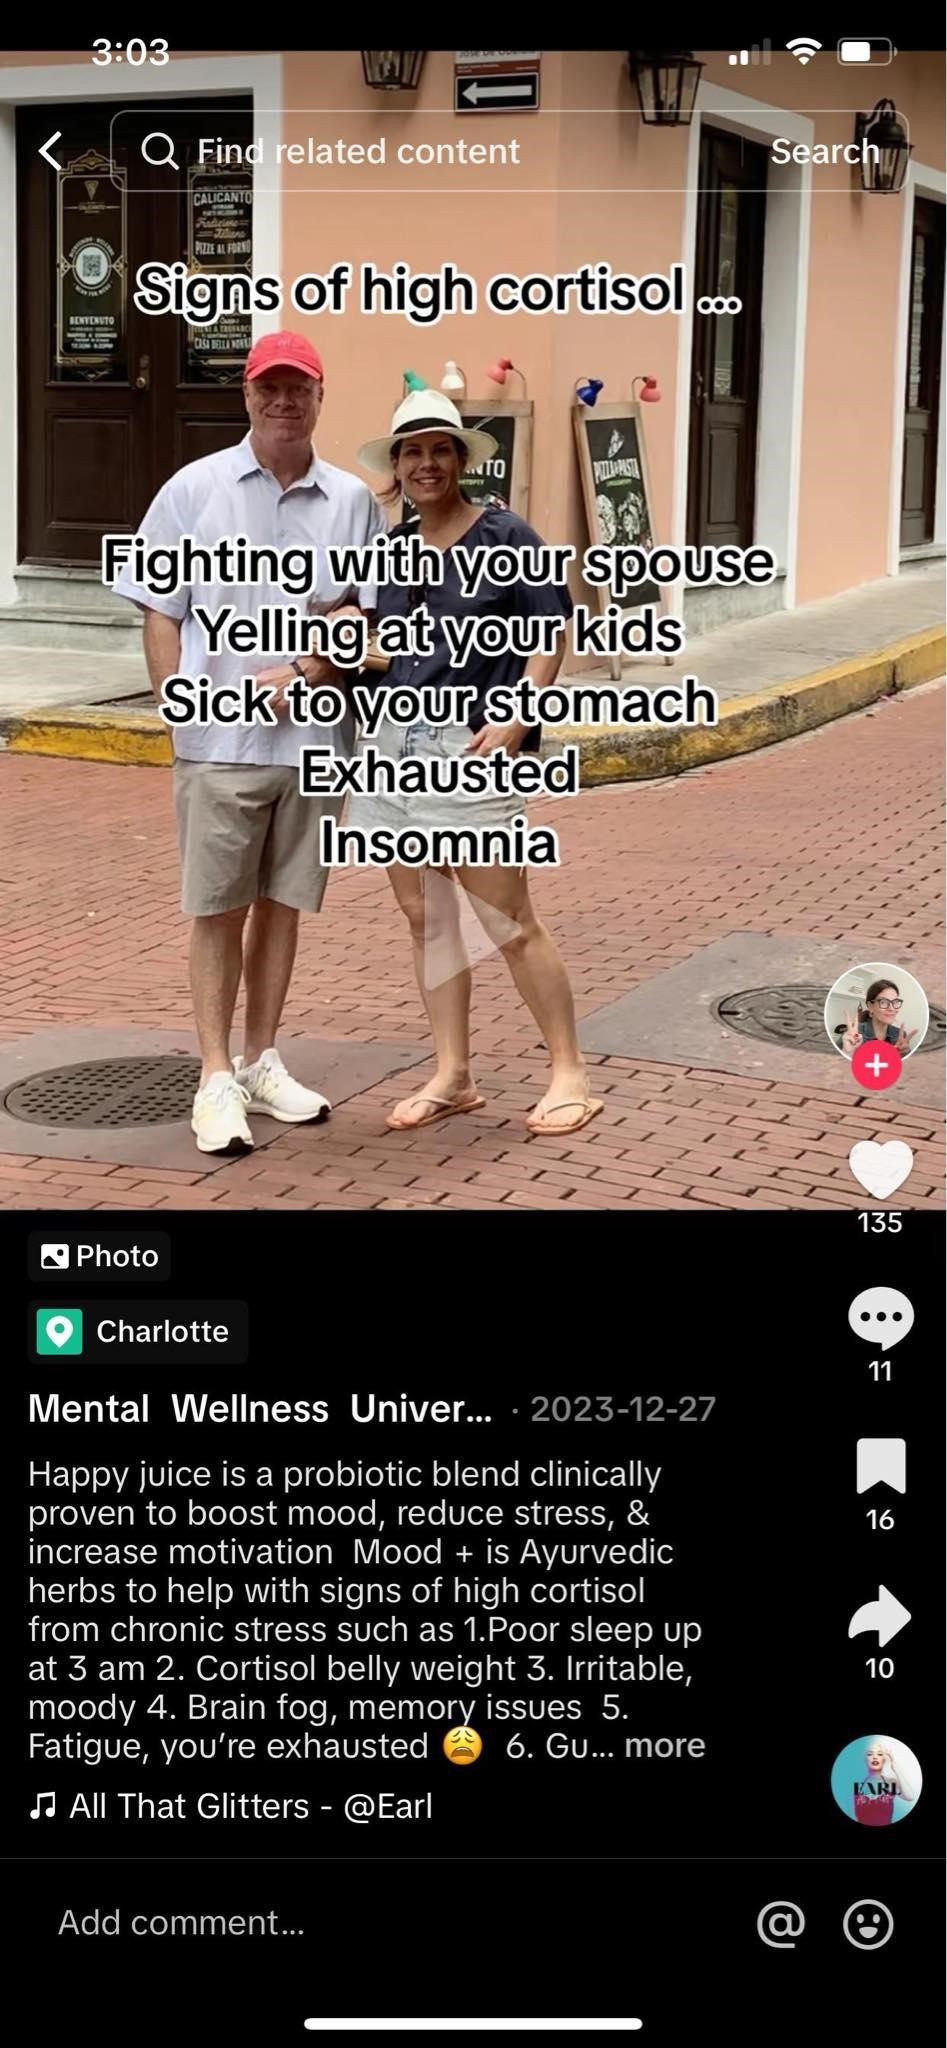 3:03
Find related content
Search
CALICANTO
PIZZE AL FORNO
BENVENUTO
CASA DELLA NONNA
Signs of high cortisol ...
PIZZA&PASTA
Fighting with your spouse
Yelling at your kids
Sick to your stomach
Exhausted
Insomnia
135
Photo
Charlotte
11
Mental Wellness Univer... · 2023-12-27
Happy juice is a probiotic blend clinically
proven to boost mood, reduce stress, &
increase motivation Mood + is Ayurvedic
herbs to help with signs of high cortisol
from chronic stress such as 1.Poor sleep up
at 3 am 2. Cortisol belly weight 3. Irritable,
moody 4. Brain fog, memory issues 5.
Fatigue, you're exhausted 😩 6. Gu... more
16
10
All That Glitters - @Earl
EARL
Add comment...
@